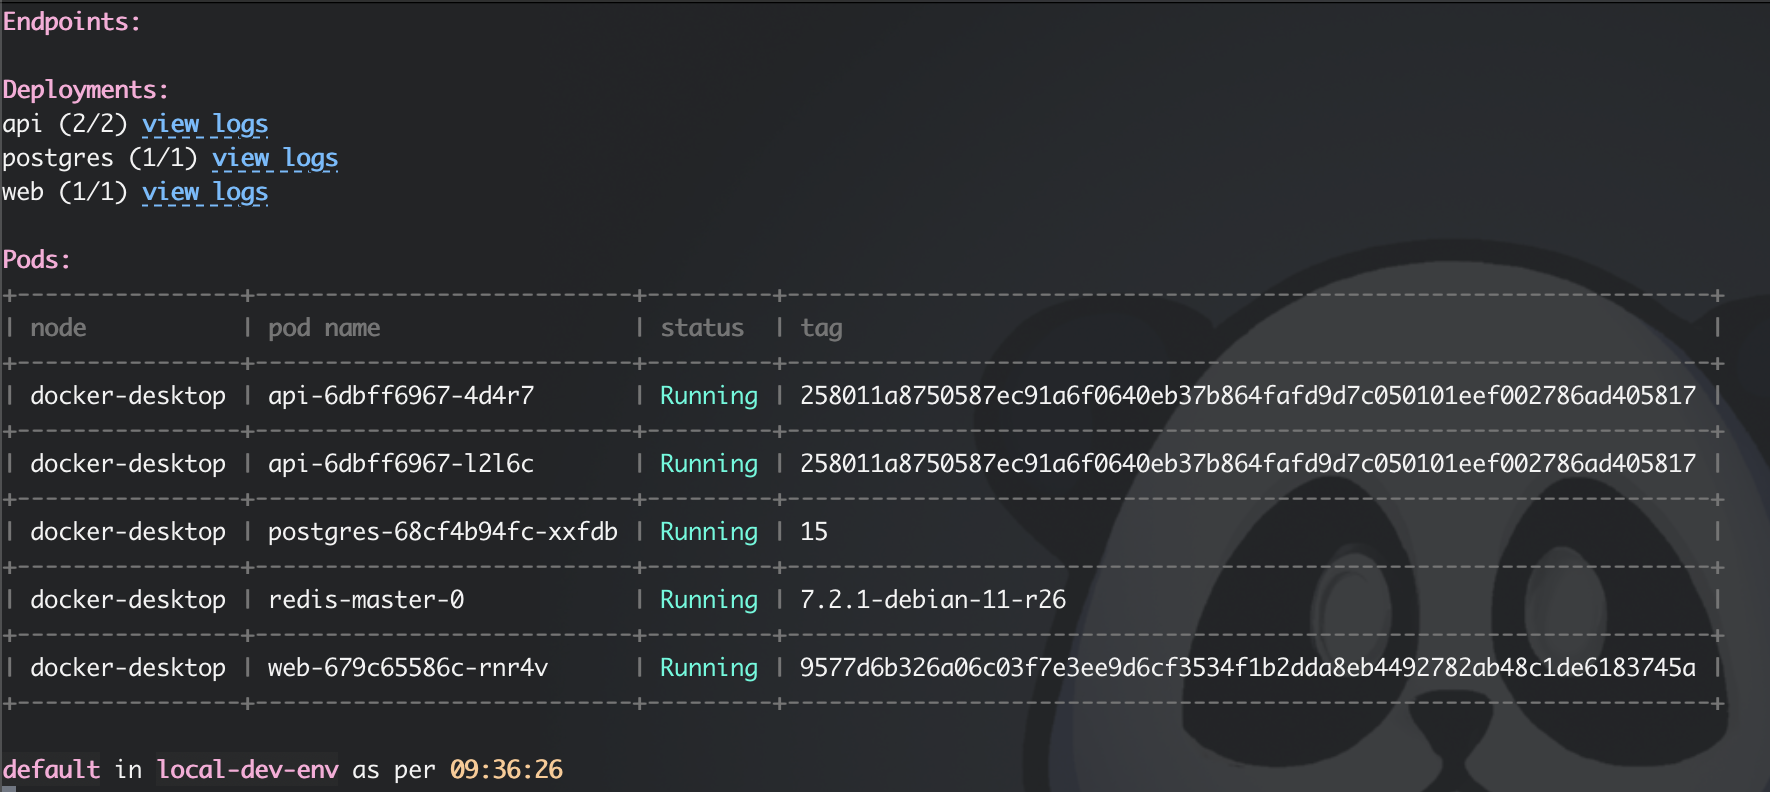 Endpoints:
Deployments:
api (2/2) view logs
postgres (1/1) view logs
web (1/1) view logs
Pods:
+----------------+---------------------------+---------+------------------------------------------------------------------+
| node | pod name | status | tag |
+----------------+---------------------------+---------+------------------------------------------------------------------+
| docker-desktop | api-6dbff6967-4d4r7 | Running | 258011a8750587ec91a6f0640eb37b864fafd9d7c050101eef002786ad405817 |
+----------------+---------------------------+---------+------------------------------------------------------------------+
| docker-desktop | api-6dbff6967-l2l6c | Running | 258011a8750587ec91a6f0640eb37b864fafd9d7c050101eef002786ad405817 |
+----------------+---------------------------+---------+------------------------------------------------------------------+
| docker-desktop | postgres-68cf4b94fc-xxfdb | Running | 15 |
+----------------+---------------------------+---------+------------------------------------------------------------------+
| docker-desktop | redis-master-0 | Running | 7.2.1-debian-11-r26 |
+----------------+---------------------------+---------+------------------------------------------------------------------+
| docker-desktop | web-679c65586c-rnr4v | Running | 9577d6b326a06c03f7e3ee9d6cf3534f1b2dda8eb4492782ab48c1de6183745a |
+----------------+---------------------------+---------+------------------------------------------------------------------+
default in local-dev-env as per 09:36:26